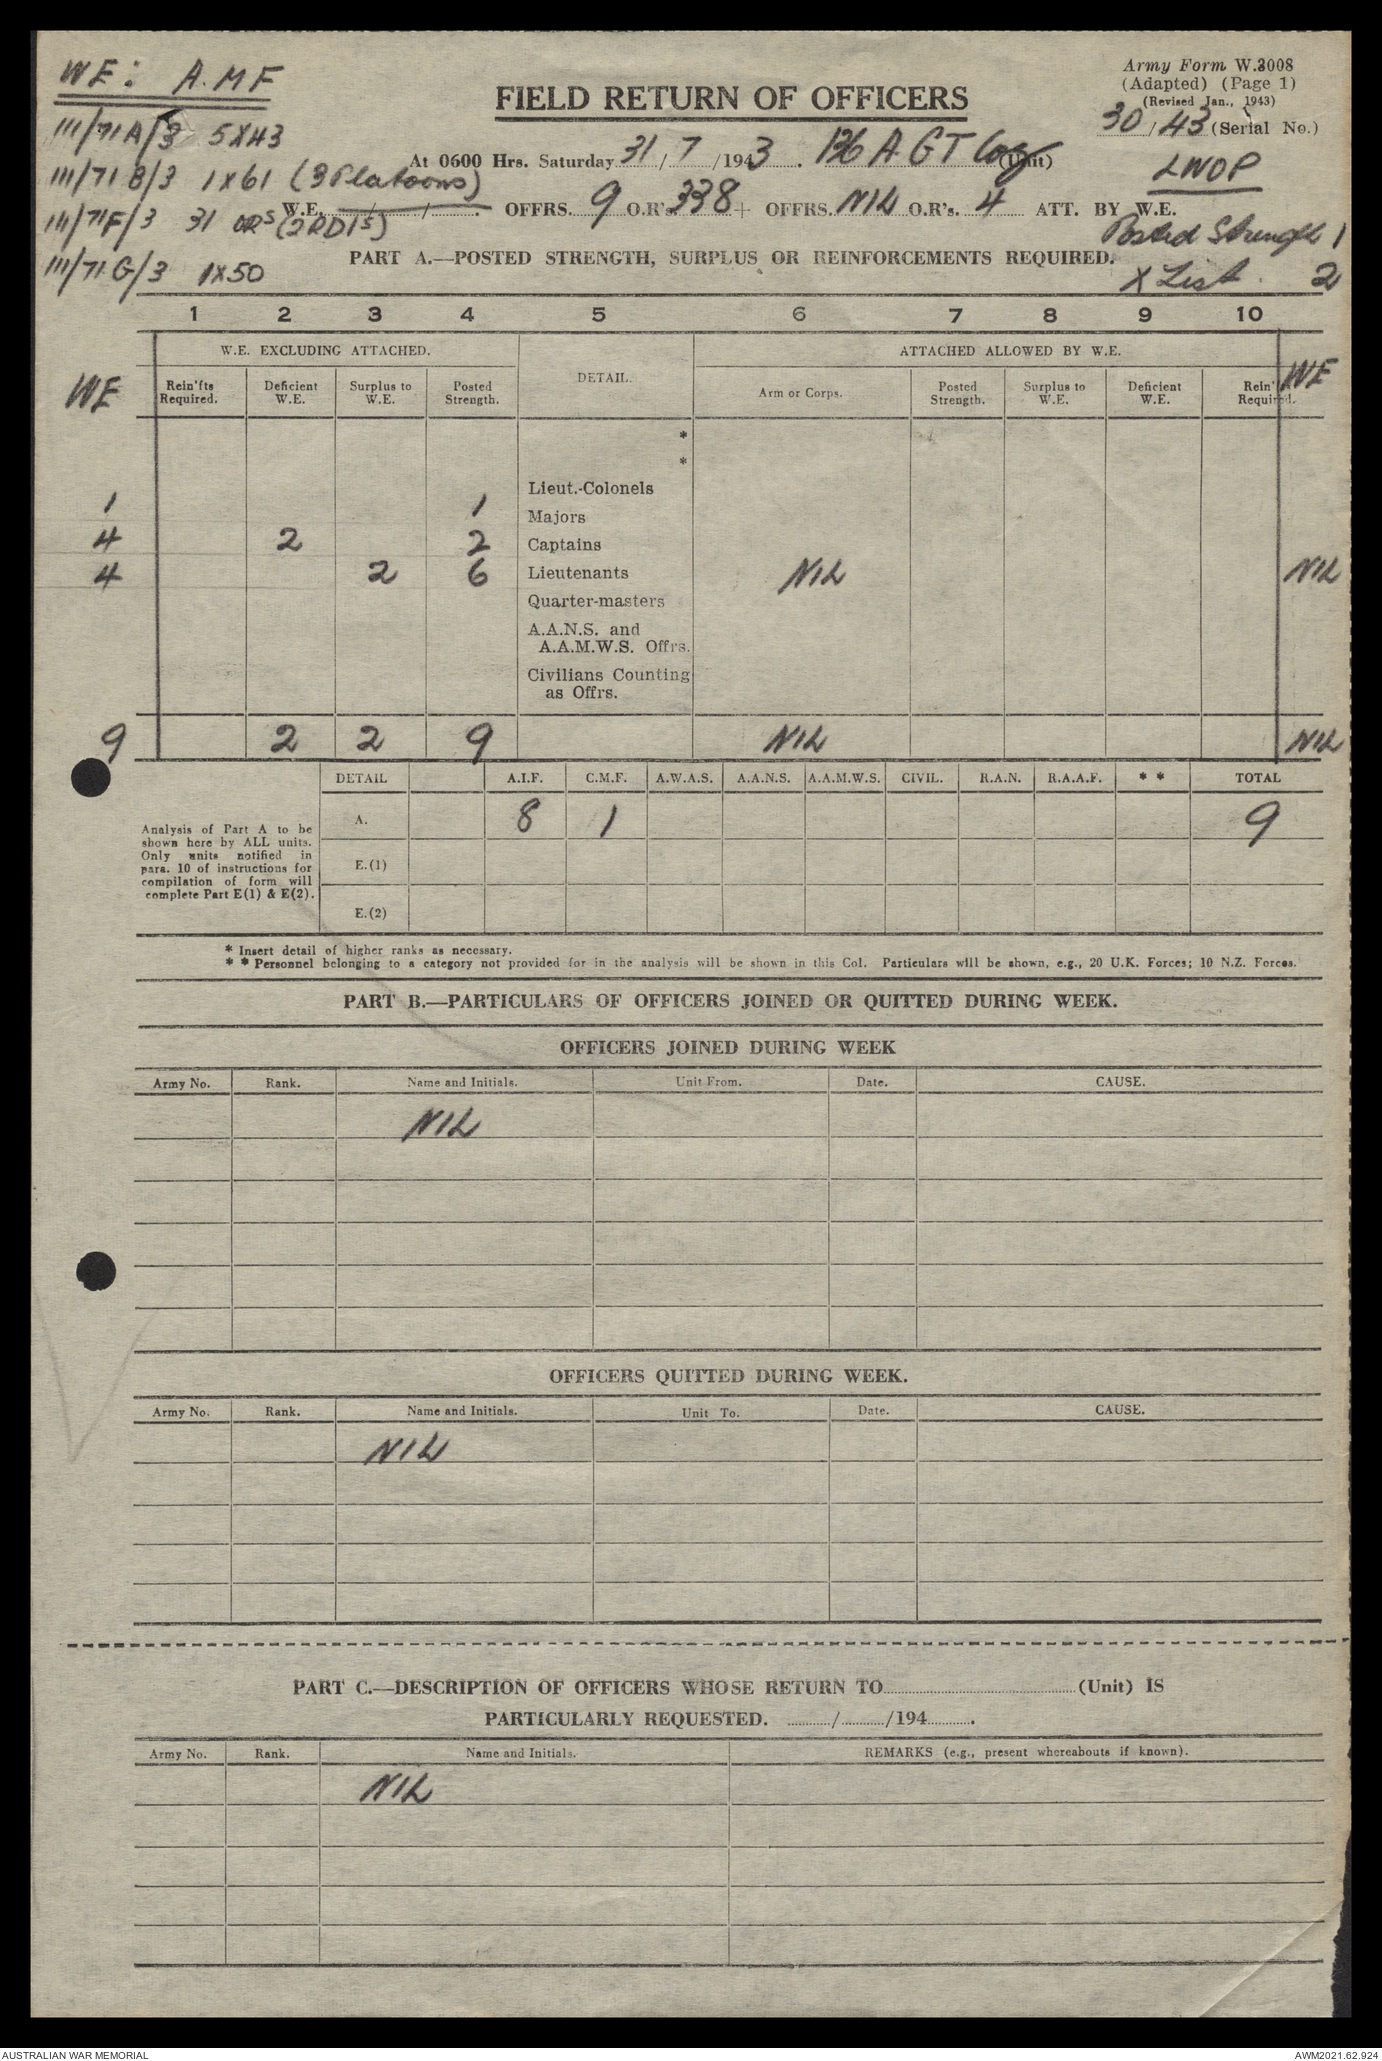 WE: A.M F
Army Form W.3008
(Adapted) (Page 1)
(Revised Jan., 1943)
FIELD RETURN OF OFFICERS
30/43 (Serial No.)
111/71A/3 5X43
At 0600 Hrs. Saturday 31/7/1943. 136 A GT Coy (Unit)
LWOP
111/71 B/3 1X61 (3 Platoons)
W.E. / / . OFFRS. 9 O.R's 338 + OFFRS. NIL O.R's. 4 ATT. BY W.E.
111/71F/3 31 ORS (2RD1s)
Posted Strength 1
PART A.—POSTED STRENGTH, SURPLUS OR REINFORCEMENTS REQUIRED.
111/71 G/3 1X50
X List. 2
1 2 3 4 5 6 7 8 9 10
W.E. EXCLUDING ATTACHED. DETAIL. ATTACHED ALLOWED BY W.E.
WE Rein'fts Required. Deficient W.E. Surplus to W.E. Posted Strength. Arm or Corps. Posted Strength. Surplus to W.E. Deficient W.E. Rein' Required. WE
*
*
Lieut.-Colonels
1 1 Majors
4 2 2 Captains
4 2 6 Lieutenants NIL NIL
Quarter-masters
A.A.N.S. and
A.A.M.W.S. Offrs.
Civilians Counting
as Offrs.
9 2 2 9 NIL NIL
DETAIL A.I.F. C.M.F. A.W.A.S. A.A.N.S. A.A.M.W.S. CIVIL. R.A.N. R.A.A.F. * * TOTAL
A. 8 1 9
E.(1)
E.(2)
Analysis of Part A to be
shown here by ALL units.
Only units notified in
para. 10 of instructions for
compilation of form will
complete Part E(1) & E(2).
* Insert detail of higher ranks as necessary.
* * Personnel belonging to a category not provided for in the analysis will be shown in this Col. Particulars will be shown, e.g., 20 U.K. Forces; 10 N.Z. Forces.
PART B.—PARTICULARS OF OFFICERS JOINED OR QUITTED DURING WEEK.
OFFICERS JOINED DURING WEEK
Army No. Rank. Name and Initials. Unit From. Date. CAUSE.
NIL
OFFICERS QUITTED DURING WEEK.
Army No. Rank. Name and Initials. Unit To. Date. CAUSE.
NIL
PART C.—DESCRIPTION OF OFFICERS WHOSE RETURN TO (Unit) IS
PARTICULARLY REQUESTED. / /194 .
Army No. Rank. Name and Initials. REMARKS (e.g., present whereabouts if known).
NIL
AUSTRALIAN WAR MEMORIAL AWM2021.62.924